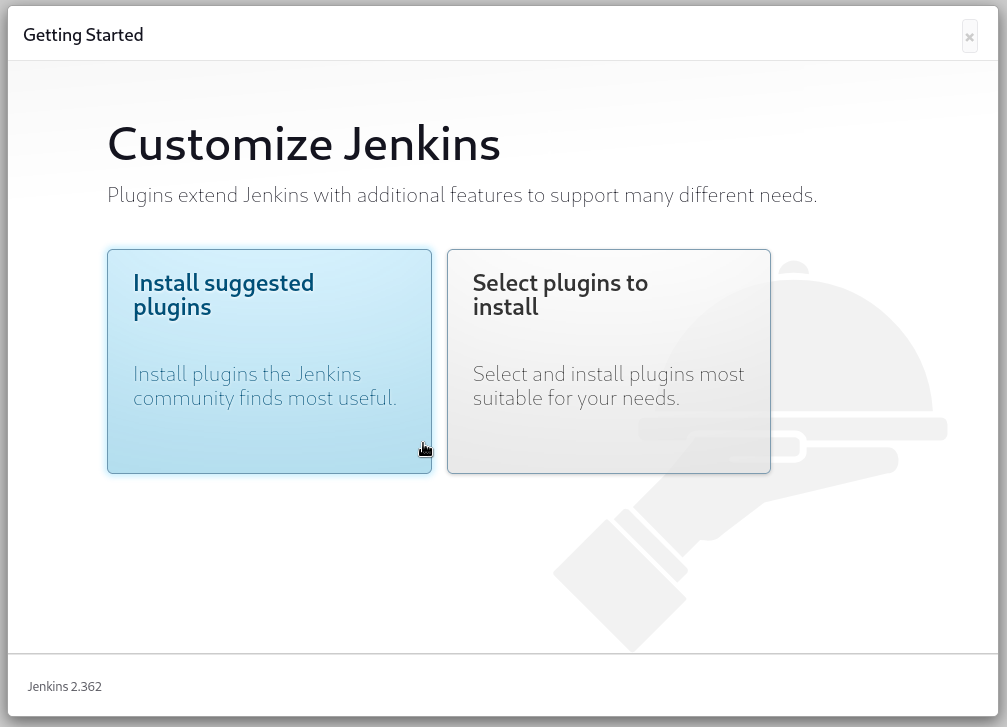 Getting Started
×
Customize Jenkins
Plugins extend Jenkins with additional features to support many different needs.
Install suggested
plugins
Install plugins the Jenkins
community finds most useful.
Select plugins to
install
Select and install plugins most
suitable for your needs.
Jenkins 2.362